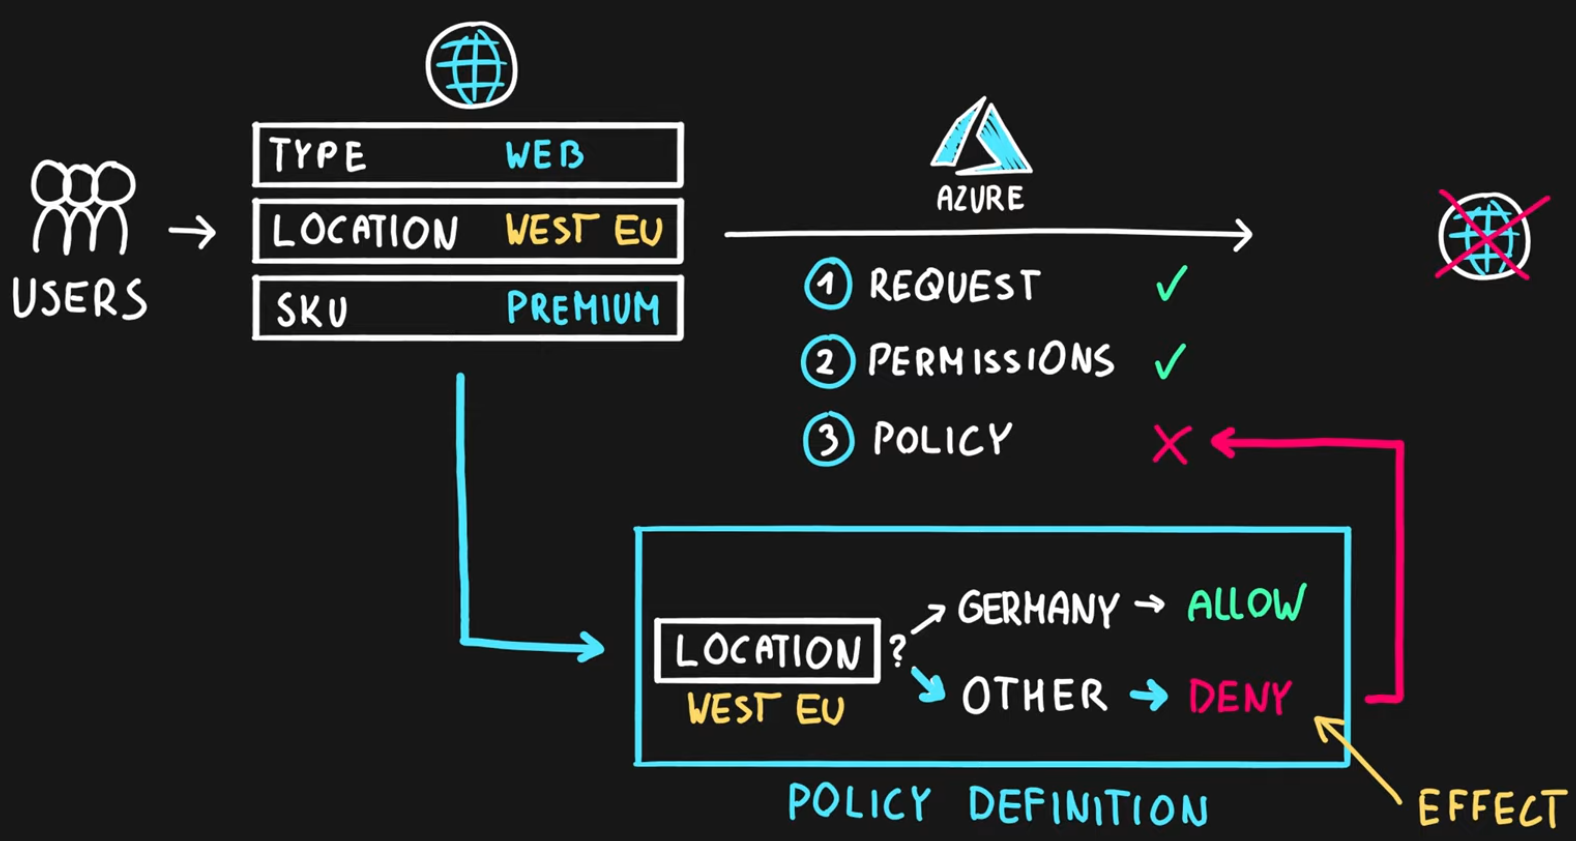 USERS
TYPE WEB
LOCATION WEST EU
SKU PREMIUM
AZURE
1 REQUEST
2 PERMISSIONS
3 POLICY
LOCATION ?
WEST EU
GERMANY → ALLOW
OTHER → DENY
POLICY DEFINITION
EFFECT